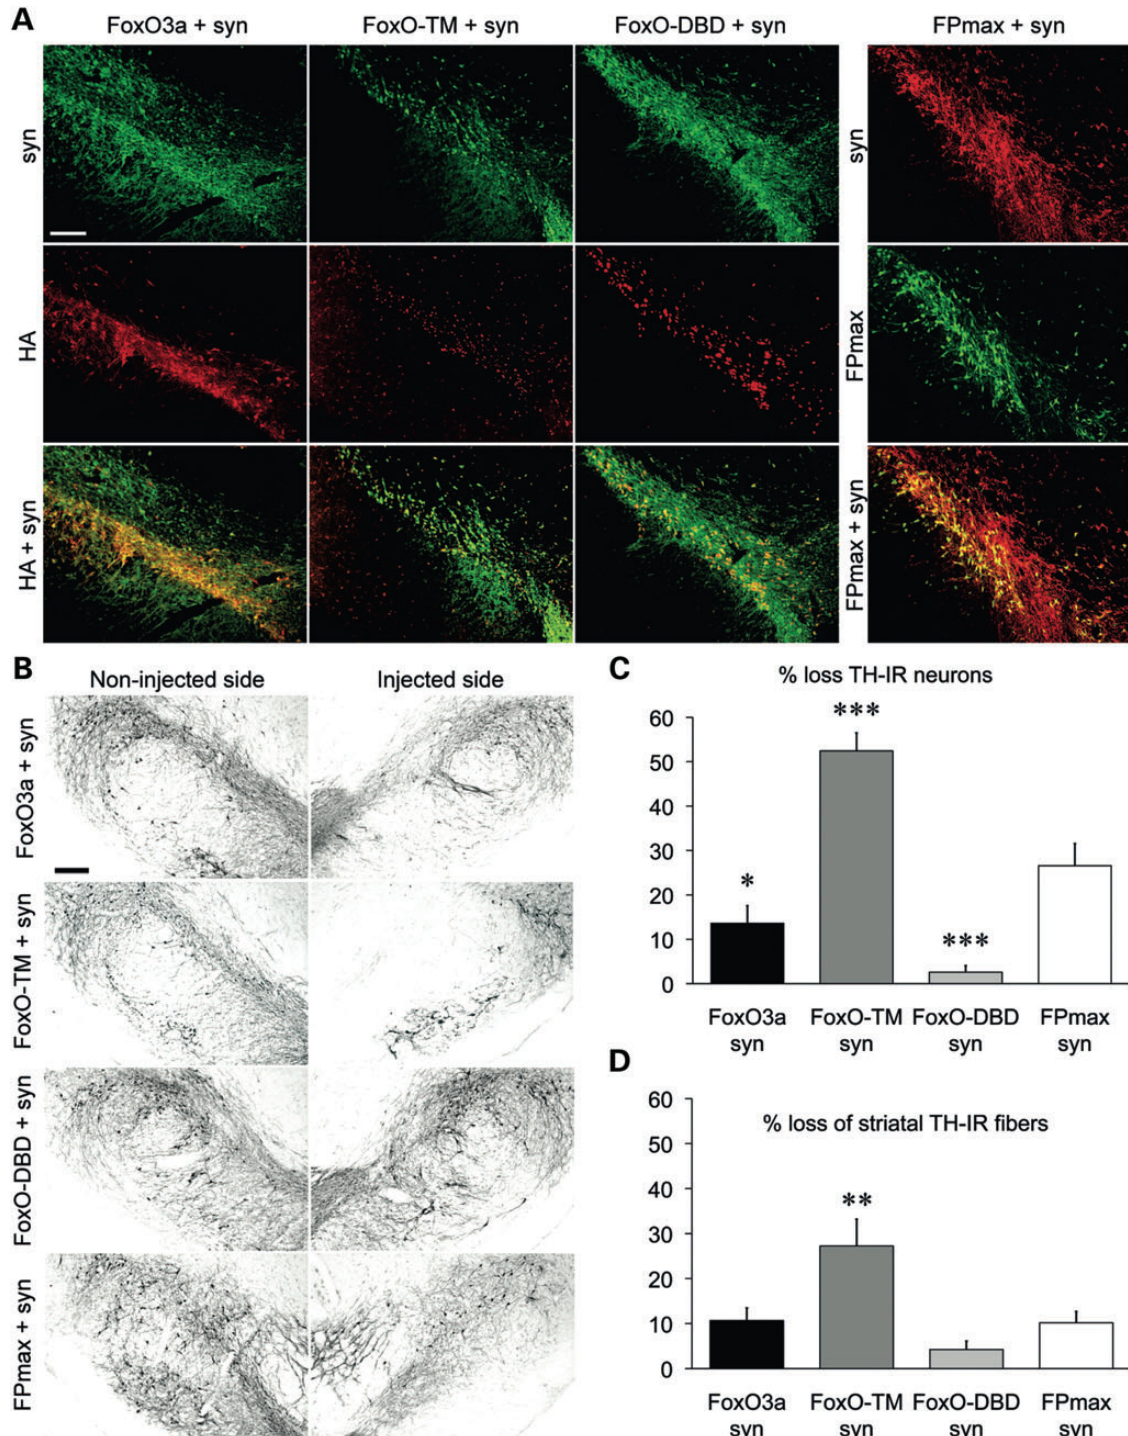 A
FoxO3a + syn
FoxO-TM + syn
FoxO-DBD + syn
FPmax + syn
syn
syn
HA
FPmax
HA + syn
FPmax + syn
B
Non-injected side
Injected side
FoxO3a + syn
FoxO-TM + syn
FoxO-DBD + syn
FPmax + syn
C
% loss TH-IR neurons
60
50
40
30
20
10
0
*
***
***
FoxO3a FoxO-TM FoxO-DBD FPmax
syn syn syn syn
D
% loss of striatal TH-IR fibers
60
50
40
30
20
10
0
**
FoxO3a FoxO-TM FoxO-DBD FPmax
syn syn syn syn